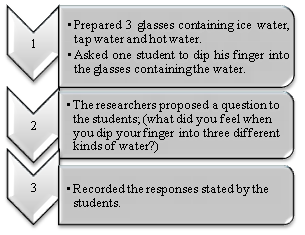 1
• Prepared 3 glasses containing ice water,
tap water and hot water.
• Asked one student to dip his finger into
the glasses containing the water.
2
• The researchers proposed a question to
the students; (what did you feel when
you dip your finger into three different
kinds of water?)
3
• Recorded the responses stated by the
students.